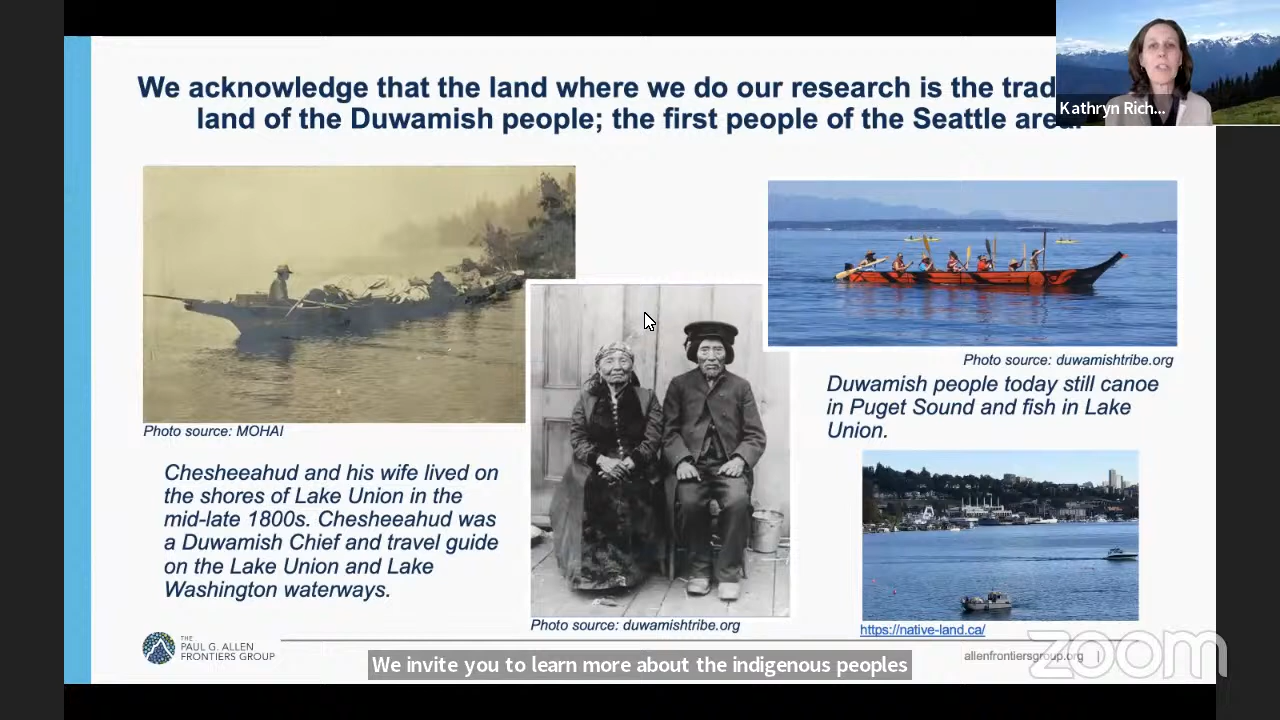 We acknowledge that the land where we do our research is the trad
land of the Duwamish people; the first people of the Seattle area.
Kathryn Rich...
Photo source: MOHAI
Chesheeahud and his wife lived on
the shores of Lake Union in the
mid-late 1800s. Chesheeahud was
a Duwamish Chief and travel guide
on the Lake Union and Lake
Washington waterways.
Photo source: duwamishtribe.org
Photo source: duwamishtribe.org
Duwamish people today still canoe
in Puget Sound and fish in Lake
Union.
https://native-land.ca/
THE
PAUL G. ALLEN
FRONTIERS GROUP
allenfrontiersgroup.org |
zoom
We invite you to learn more about the indigenous peoples